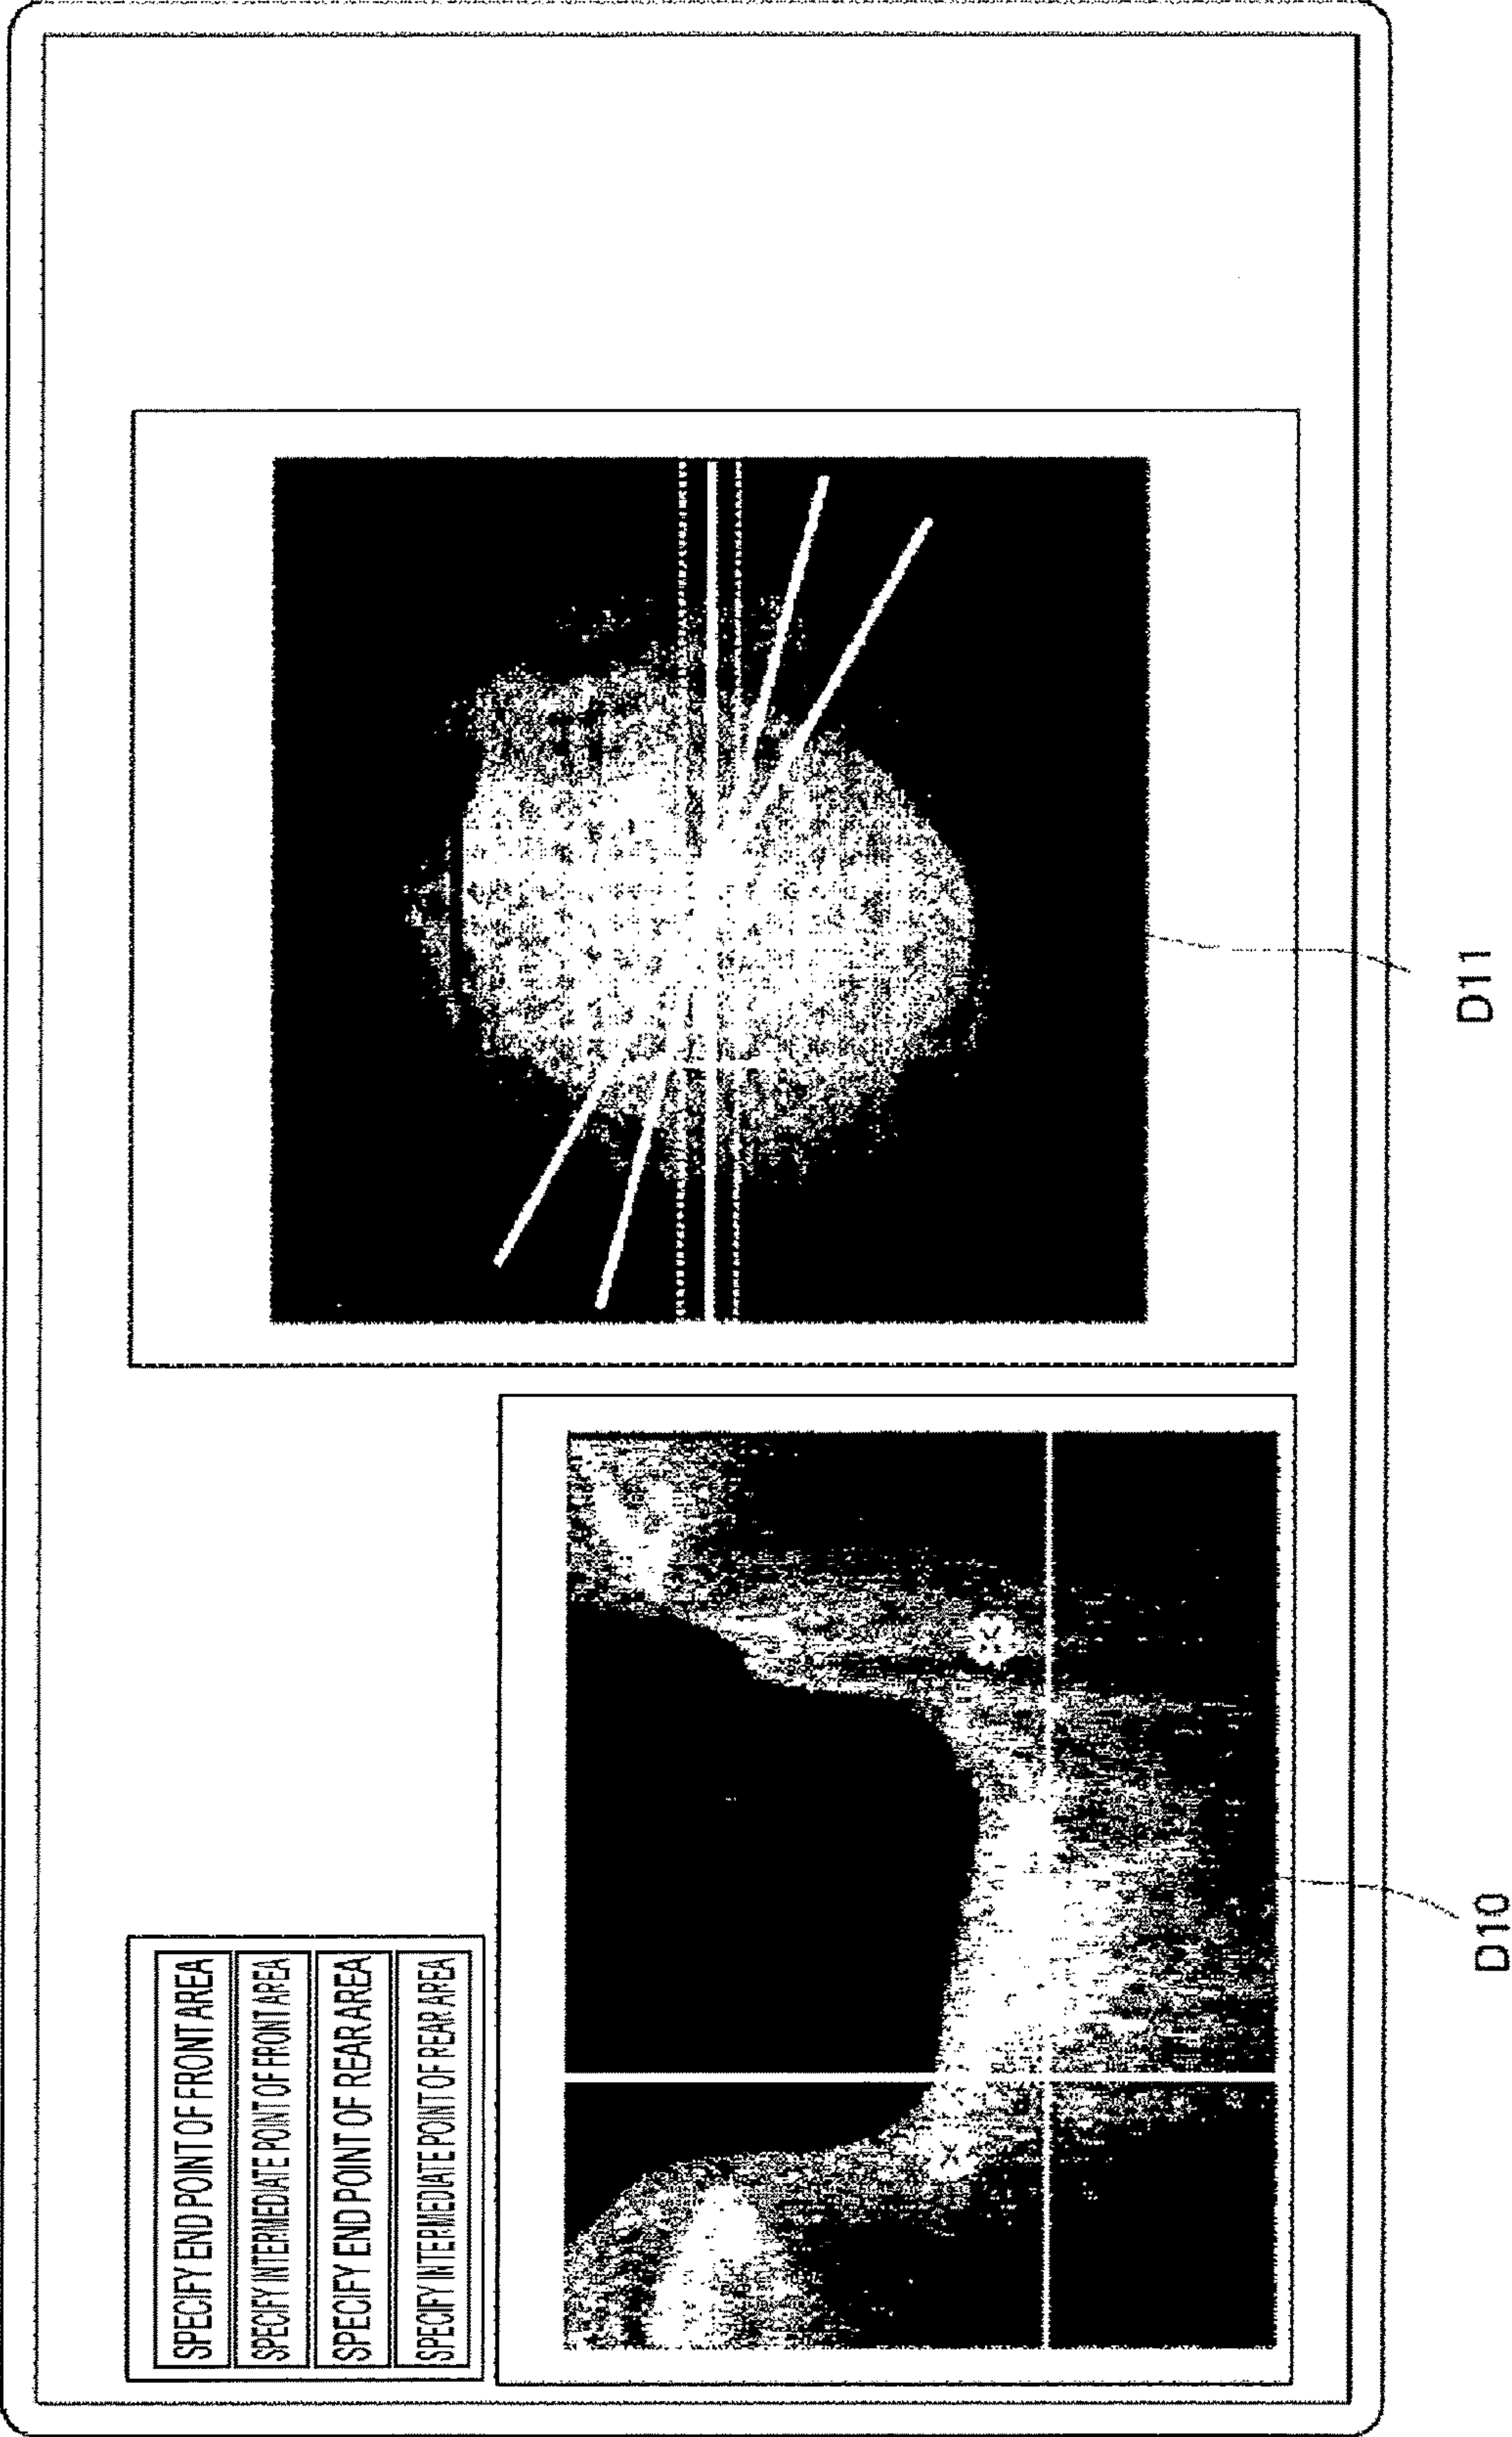 SPECIFY END POINT OF FRONT AREA
SPECIFY INTERMEDIATE POINT OF FRONT AREA
SPECIFY END POINT OF REAR AREA
SPECIFY INTERMEDIATE POINT OF REAR AREA
D10
D11